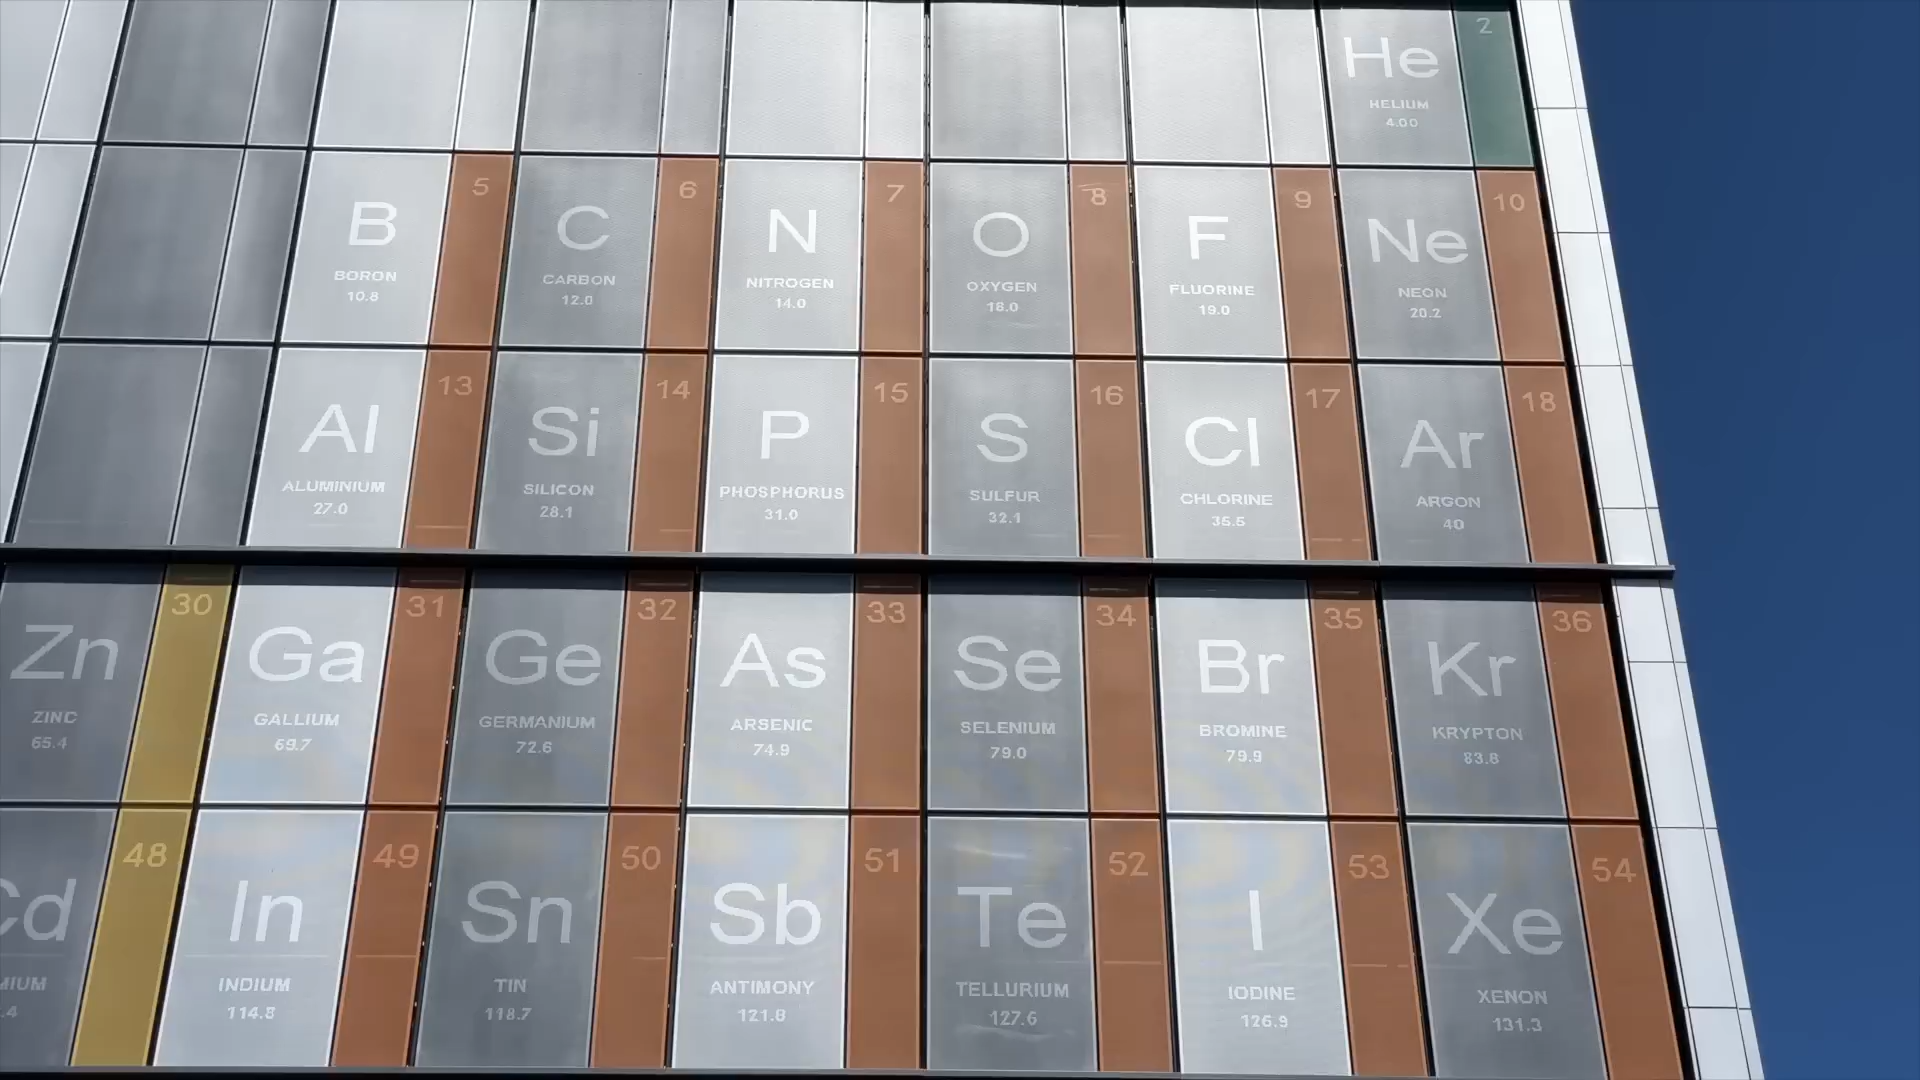 He 2
HELIUM
4.00
B 5 C 6 N 7 O 8 F 9 Ne 10
BORON CARBON NITROGEN OXYGEN FLUORINE NEON
10.8 12.0 14.0 16.0 19.0 20.2
Al 13 Si 14 P 15 S 16 Cl 17 Ar 18
ALUMINIUM SILICON PHOSPHORUS SULFUR CHLORINE ARGON
27.0 28.1 31.0 32.1 35.5 40
Zn 30 Ga 31 Ge 32 As 33 Se 34 Br 35 Kr 36
ZINC GALLIUM GERMANIUM ARSENIC SELENIUM BROMINE KRYPTON
65.4 69.7 72.6 74.9 79.0 79.9 83.8
Cd 48 In 49 Sn 50 Sb 51 Te 52 I 53 Xe 54
MIUM INDIUM TIN ANTIMONY TELLURIUM IODINE XENON
.4 114.8 118.7 121.8 127.6 126.9 131.3